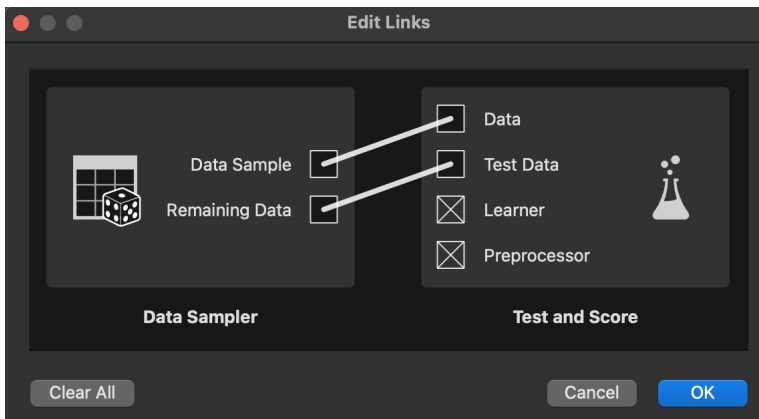 Edit Links
Data Sample
Remaining Data
Data Sampler
Data
Test Data
Learner
Preprocessor
Test and Score
Clear All
Cancel
OK